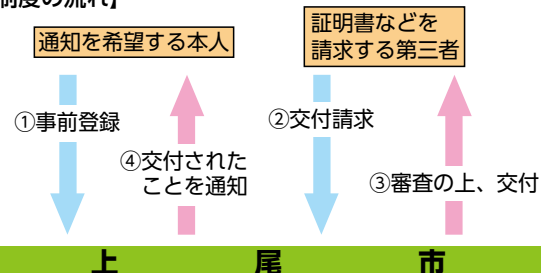 制度の流れ】
通知を希望する本人
証明書などを
請求する第三者
①事前登録
②交付請求
④交付された
ことを通知
③審査の上、交付
上尾市